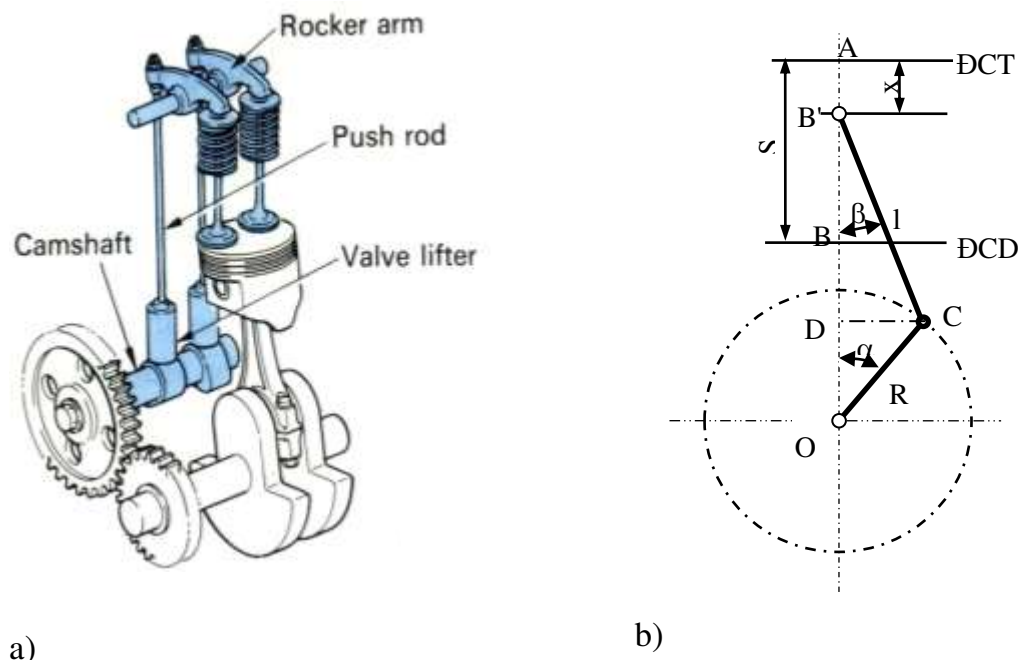 Rocker arm
Push rod
Camshaft
Valve lifter
a)
A
ĐCT
x
B'
S
β
l
B
ĐCD
D
C
α
R
O
b)